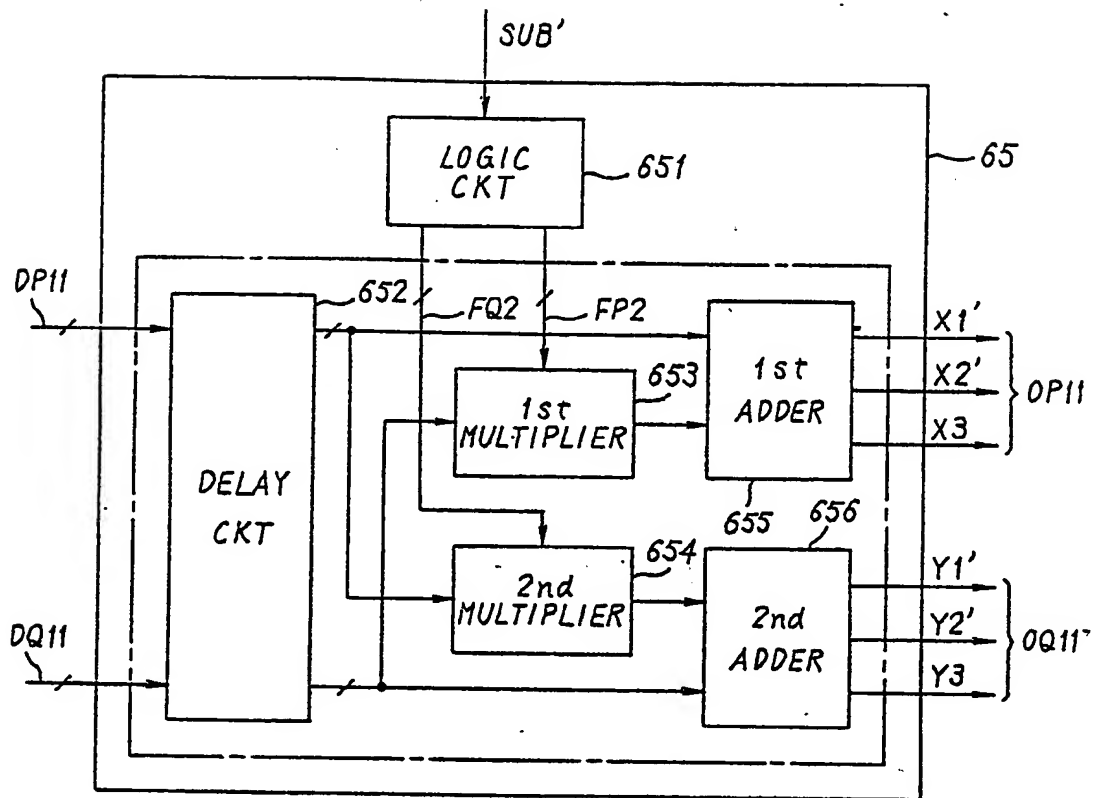 SUB'
LOGIC
CKT
651
65
DP11
652
FQ2
FP2
653
1st
MULTIPLIER
1st
ADDER
X1'
X2'
X3
OP11
DELAY
CKT
655
656
654
2nd
MULTIPLIER
2nd
ADDER
Y1'
Y2'
Y3
OQ11
DQ11